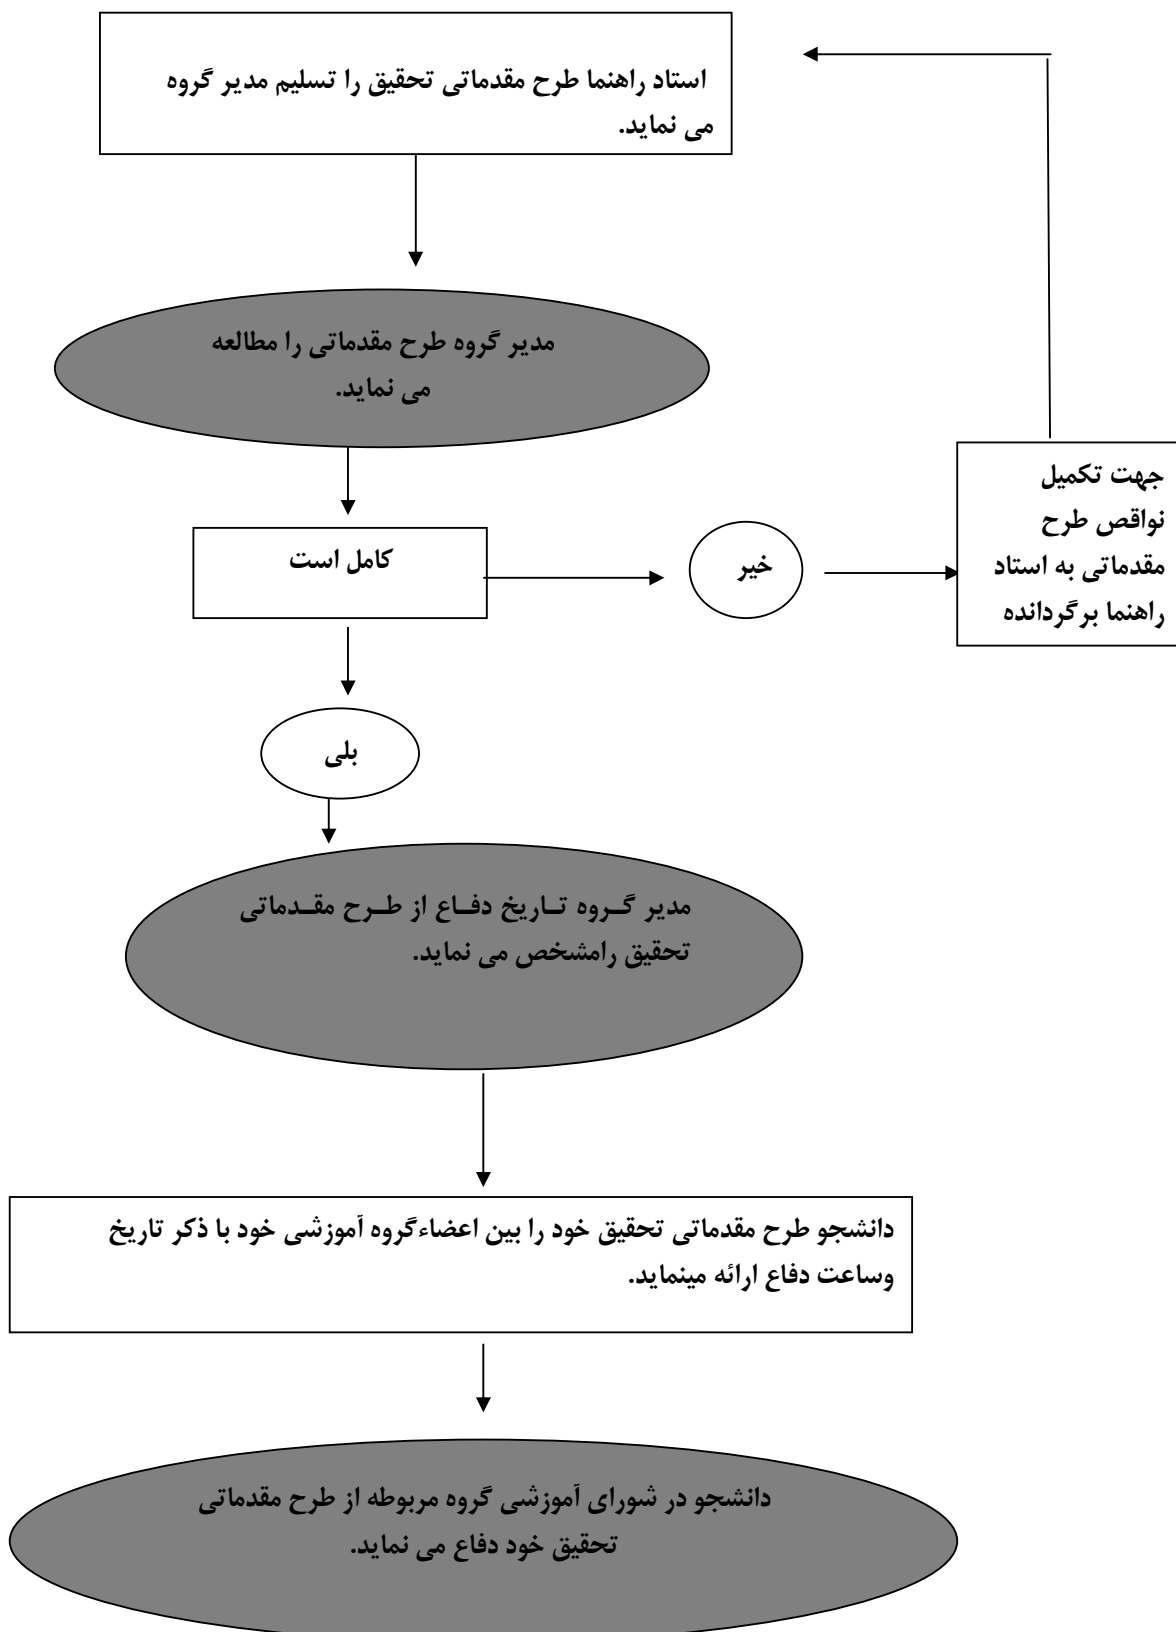 استاد راهنما طرح مقدماتی تحقیق را تسلیم مدیر گروه
می نماید.
مدیر گروه طرح مقدماتی را مطالعه
می نماید.
کامل است
خیر
جهت تکمیل
نواقص طرح
مقدماتی به استاد
راهنما برگردانده
بلی
مدیر گـروه تـاریخ دفـاع از طـرح مقـدماتی
تحقیق رامشخص می نماید.
دانشجو طرح مقدماتی تحقیق خود را بین اعضاءگروه آموزشی خود با ذکر تاریخ
وساعت دفاع ارائه مینماید.
دانشجو در شورای آموزشی گروه مربوطه از طرح مقدماتی
تحقیق خود دفاع می نماید.